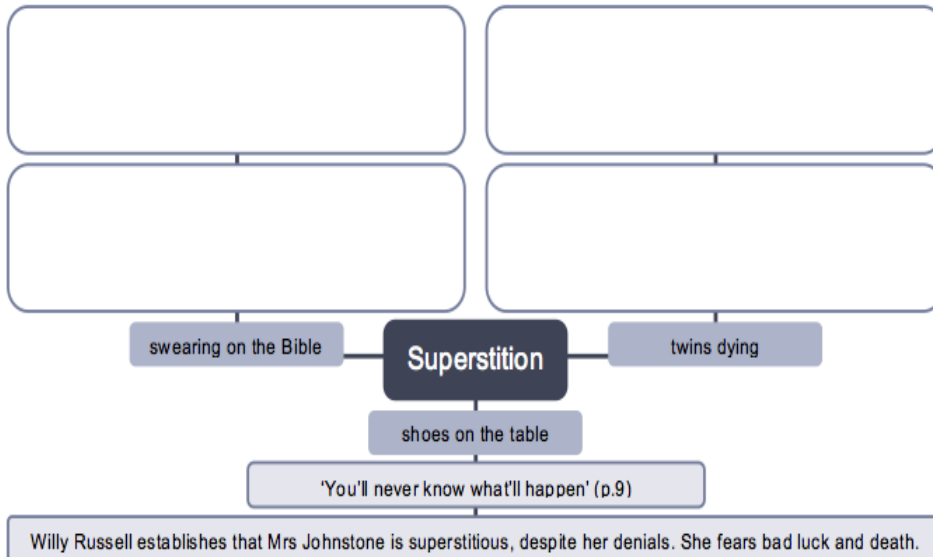 swearing on the Bible
Superstition
twins dying
shoes on the table
'You'll never know what'll happen' (p.9)
Willy Russell establishes that Mrs Johnstone is superstitious, despite her denials. She fears bad luck and death.